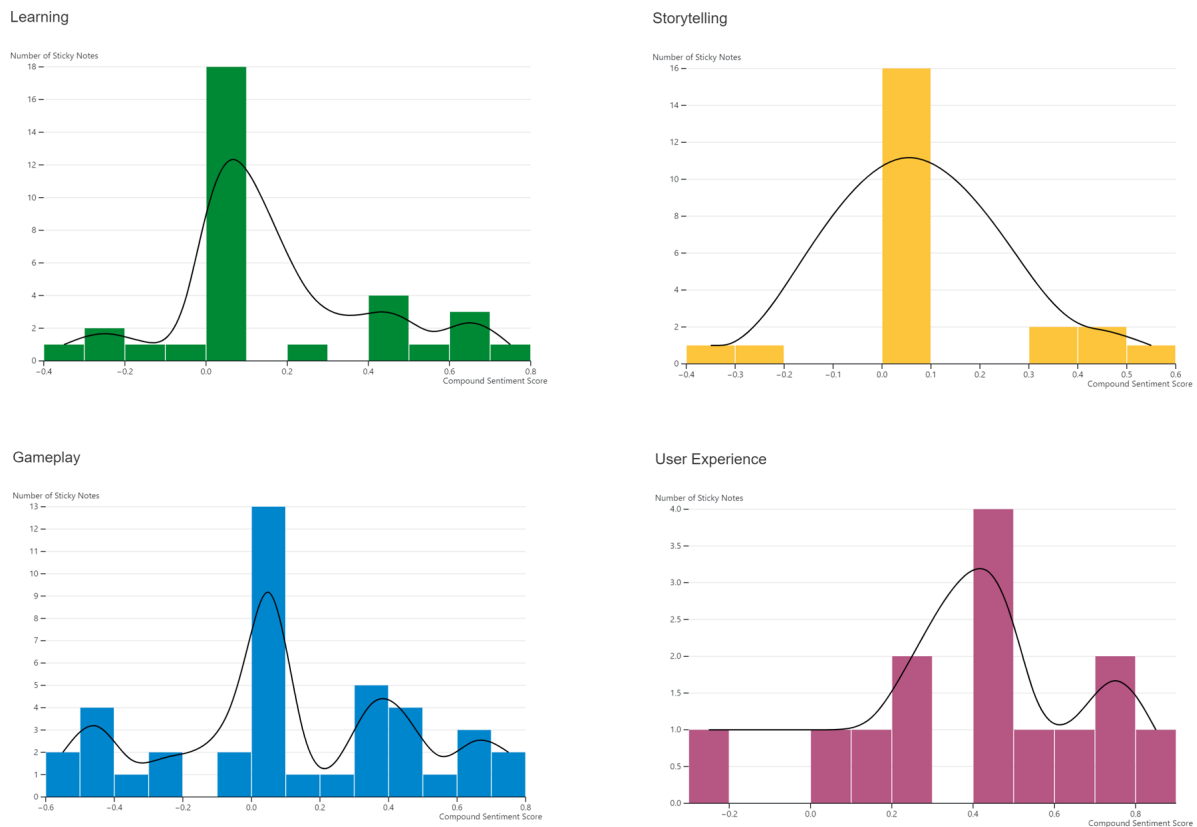 Learning
Number of Sticky Notes
18
16
14
12
10
8
6
4
2
0
−0.4 −0.2 0.0 0.2 0.4 0.6 0.8
Compound Sentiment Score
Storytelling
Number of Sticky Notes
16
14
12
10
8
6
4
2
0
−0.4 −0.3 −0.2 −0.1 0.0 0.1 0.2 0.3 0.4 0.5 0.6
Compound Sentiment Score
Gameplay
Number of Sticky Notes
13
12
11
10
9
8
7
6
5
4
3
2
1
0
−0.6 −0.4 −0.2 0.0 0.2 0.4 0.6 0.8
Compound Sentiment Score
User Experience
Number of Sticky Notes
4.0
3.5
3.0
2.5
2.0
1.5
1.0
0.5
0.0
−0.2 0.0 0.2 0.4 0.6 0.8
Compound Sentiment Score